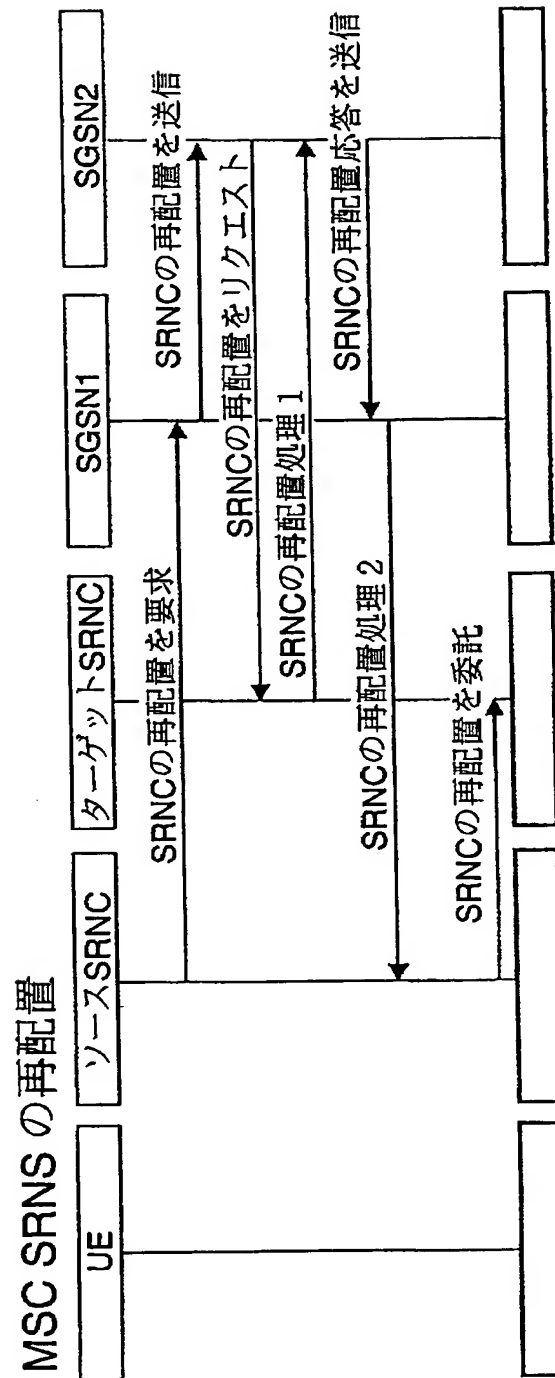 MSC SRNS の再配置
UE
ソースSRNC
ターゲットSRNC
SGSN1
SGSN2
SRNCの再配置を要求
SRNCの再配置を送信
SRNCの再配置をリクエスト
SRNCの再配置処理1
SRNCの再配置応答を送信
SRNCの再配置処理2
SRNCの再配置を委託